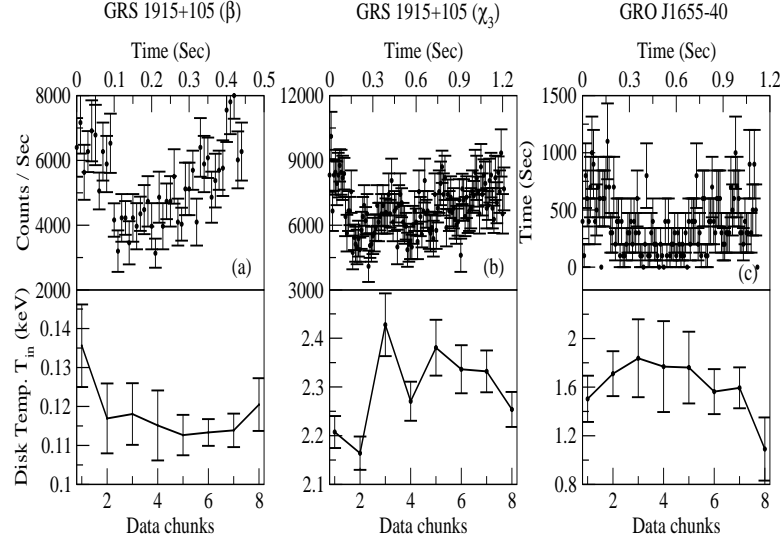 GRS 1915+105 (β) GRS 1915+105 (χ3) GRO J1655-40
Time (Sec) Time (Sec) Time (Sec)
0 0.1 0.2 0.3 0.4 0.5 0 0.3 0.6 0.9 1.2 0 0.3 0.6 0.9 1.2
8000 12000 1500
6000 9000 1000
4000 6000 500
2000 3000 0
Counts / Sec
Time (Sec)
(a) (b) (c)
0.14 2.4 2
0.13 2.3 1.6
0.12 2.2 1.2
0.11 2.1 0.8
0.1
Disk Temp. T_in (keV)
2 4 6 8 2 4 6 8 2 4 6 8
Data chunks Data chunks Data chunks